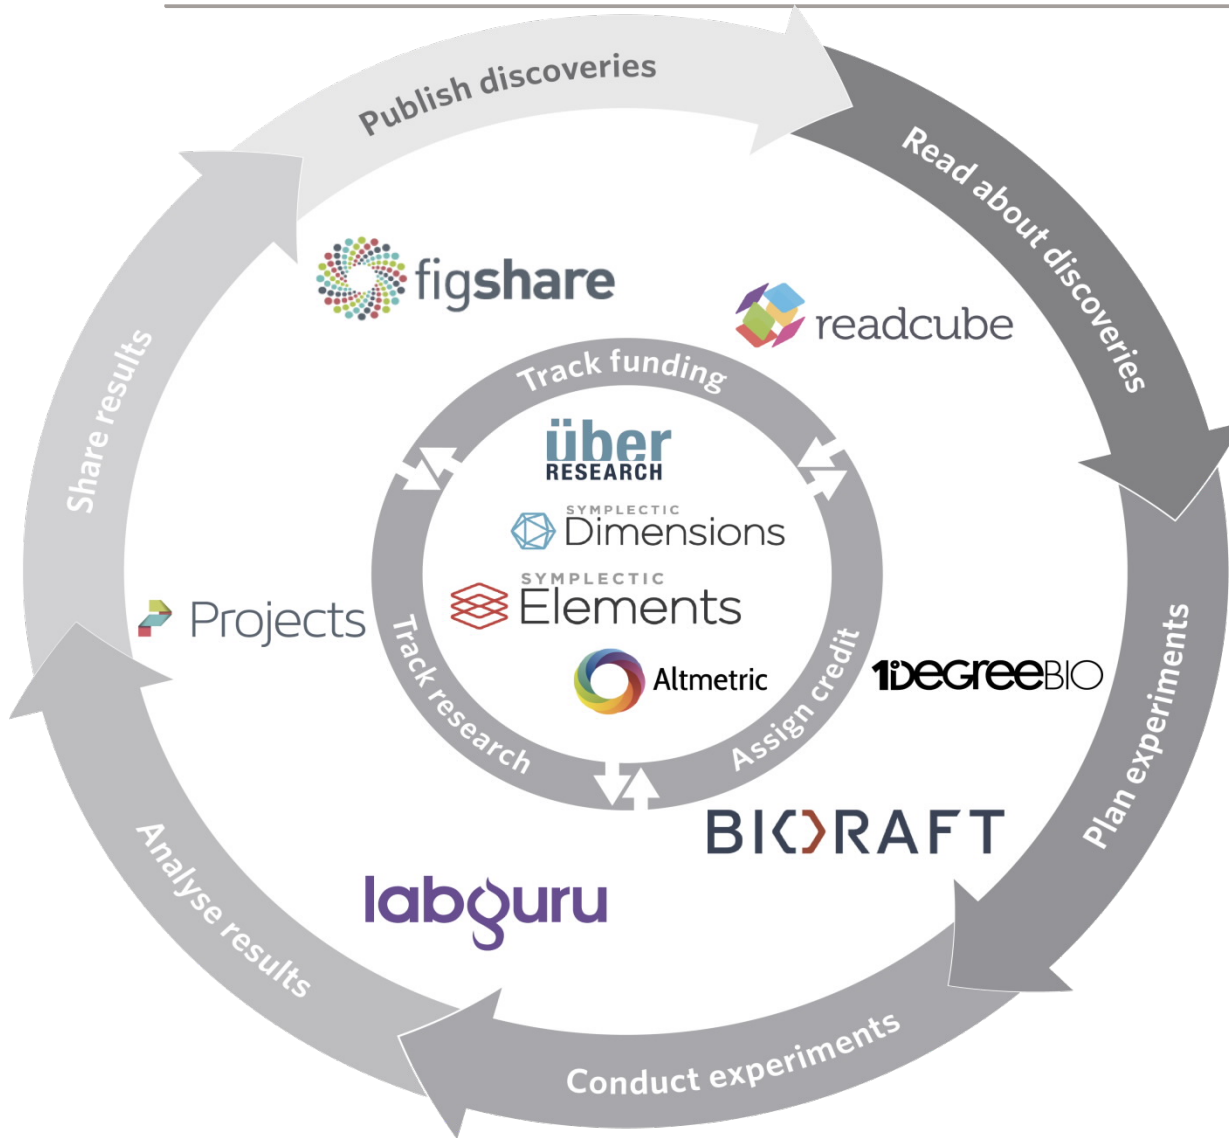 Publish discoveries
Read about discoveries
figshare
readcube
Track funding
Share results
über
RESEARCH
SYMPLECTIC
Dimensions
SYMPLECTIC
Elements
Projects
Track research
Altmetric
Assign credit
1DEGREEBIO
Plan experiments
BIORAFT
labguru
Analyse results
Conduct experiments